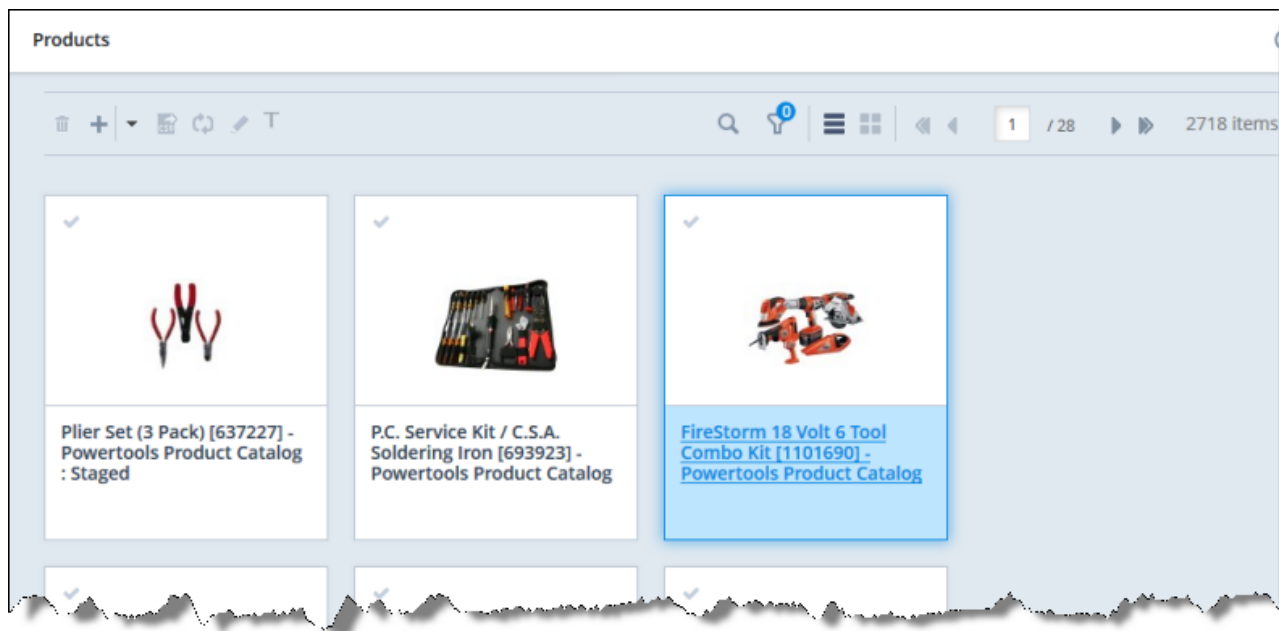 Products
0
1 / 28 2718 items
Plier Set (3 Pack) [637227] -
Powertools Product Catalog
: Staged
P.C. Service Kit / C.S.A.
Soldering Iron [693923] -
Powertools Product Catalog
FireStorm 18 Volt 6 Tool
Combo Kit [1101690] -
Powertools Product Catalog